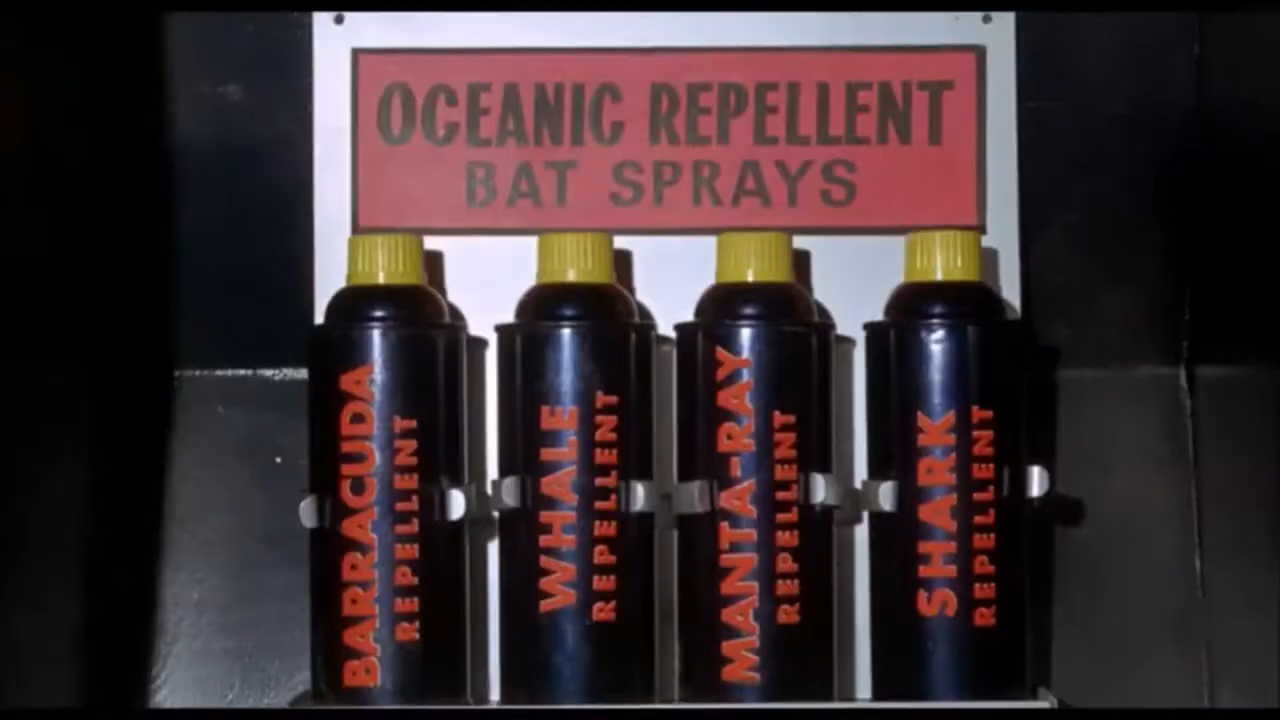 OCEANIC REPELLENT
BAT SPRAYS
BARRACUDA
REPELLENT
WHALE
REPELLENT
MANTA-RAY
REPELLENT
SHARK
REPELLENT